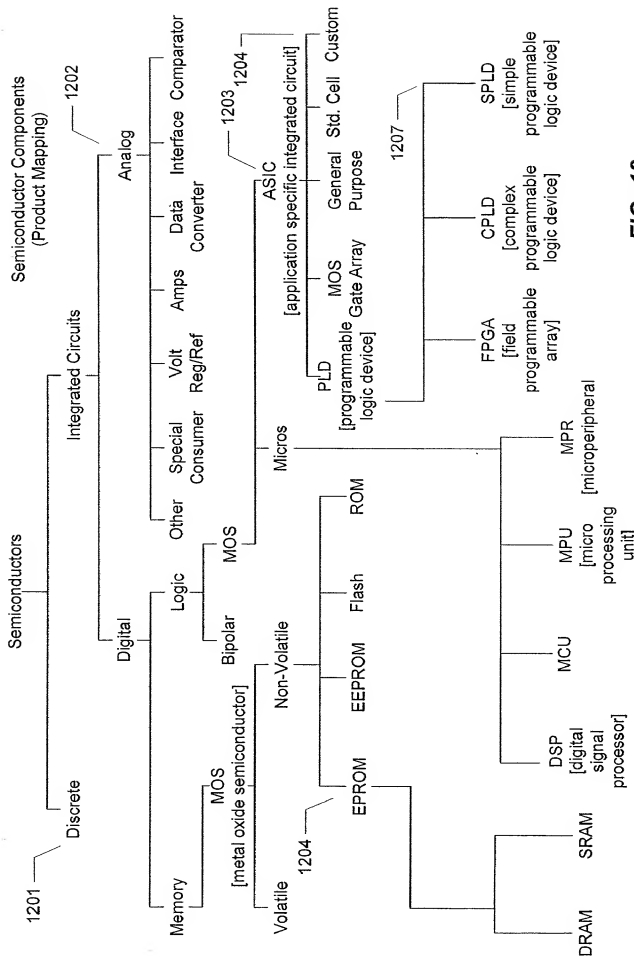 Semiconductor Components
(Product Mapping)
Semiconductors
1201
Discrete
Integrated Circuits
1202
Digital
Analog
Memory
Logic
Other
Special
Consumer
Volt
Reg/Ref
Amps
Data
Converter
Interface
Comparator
MOS
[metal oxide semiconductor]
Bipolar
MOS
1203
1204
Volatile
Non-Volatile
Micros
ASIC
[application specific integrated circuit]
1204
EPROM
EEPROM
Flash
ROM
PLD
[programmable
logic device]
MOS
Gate Array
General
Purpose
Std. Cell
Custom
1207
DRAM
SRAM
DSP
[digital
signal
processor]
MCU
MPU
[micro
processing
unit]
MPR
[microperipheral]
FPGA
[field
programmable
array]
CPLD
[complex
programmable
logic device]
SPLD
[simple
programmable
logic device]